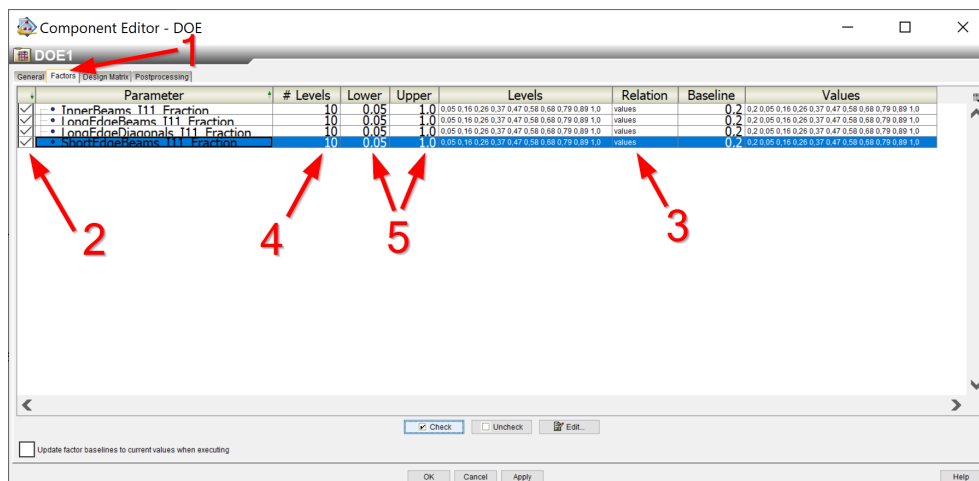 Component Editor - DOE
DOE1
1
General Factors Design Matrix Postprocessing
Parameter # Levels Lower Upper Levels Relation Baseline Values
InnerBeams_I11_Fraction 10 0.05 1.0 0,05 0,16 0,26 0,37 0,47 0,58 0,68 0,79 0,89 1,0 values 0.2 0,2 0,05 0,16 0,26 0,37 0,47 0,58 0,68 0,79 0,89 1,0
LongEdgeBeams_I11_Fraction 10 0.05 1.0 0,05 0,16 0,26 0,37 0,47 0,58 0,68 0,79 0,89 1,0 values 0.2 0,2 0,05 0,16 0,26 0,37 0,47 0,58 0,68 0,79 0,89 1,0
LongEdgeDiagonals_I11_Fraction 10 0.05 1.0 0,05 0,16 0,26 0,37 0,47 0,58 0,68 0,79 0,89 1,0 values 0.2 0,2 0,05 0,16 0,26 0,37 0,47 0,58 0,68 0,79 0,89 1,0
ShortEdgeBeams_I11_Fraction 10 0.05 1.0 0,05 0,16 0,26 0,37 0,47 0,58 0,68 0,79 0,89 1,0 values 0.2 0,2 0,05 0,16 0,26 0,37 0,47 0,58 0,68 0,79 0,89 1,0
2 4 5 3
Check Uncheck Edit...
Update factor baselines to current values when executing
OK Cancel Apply Help